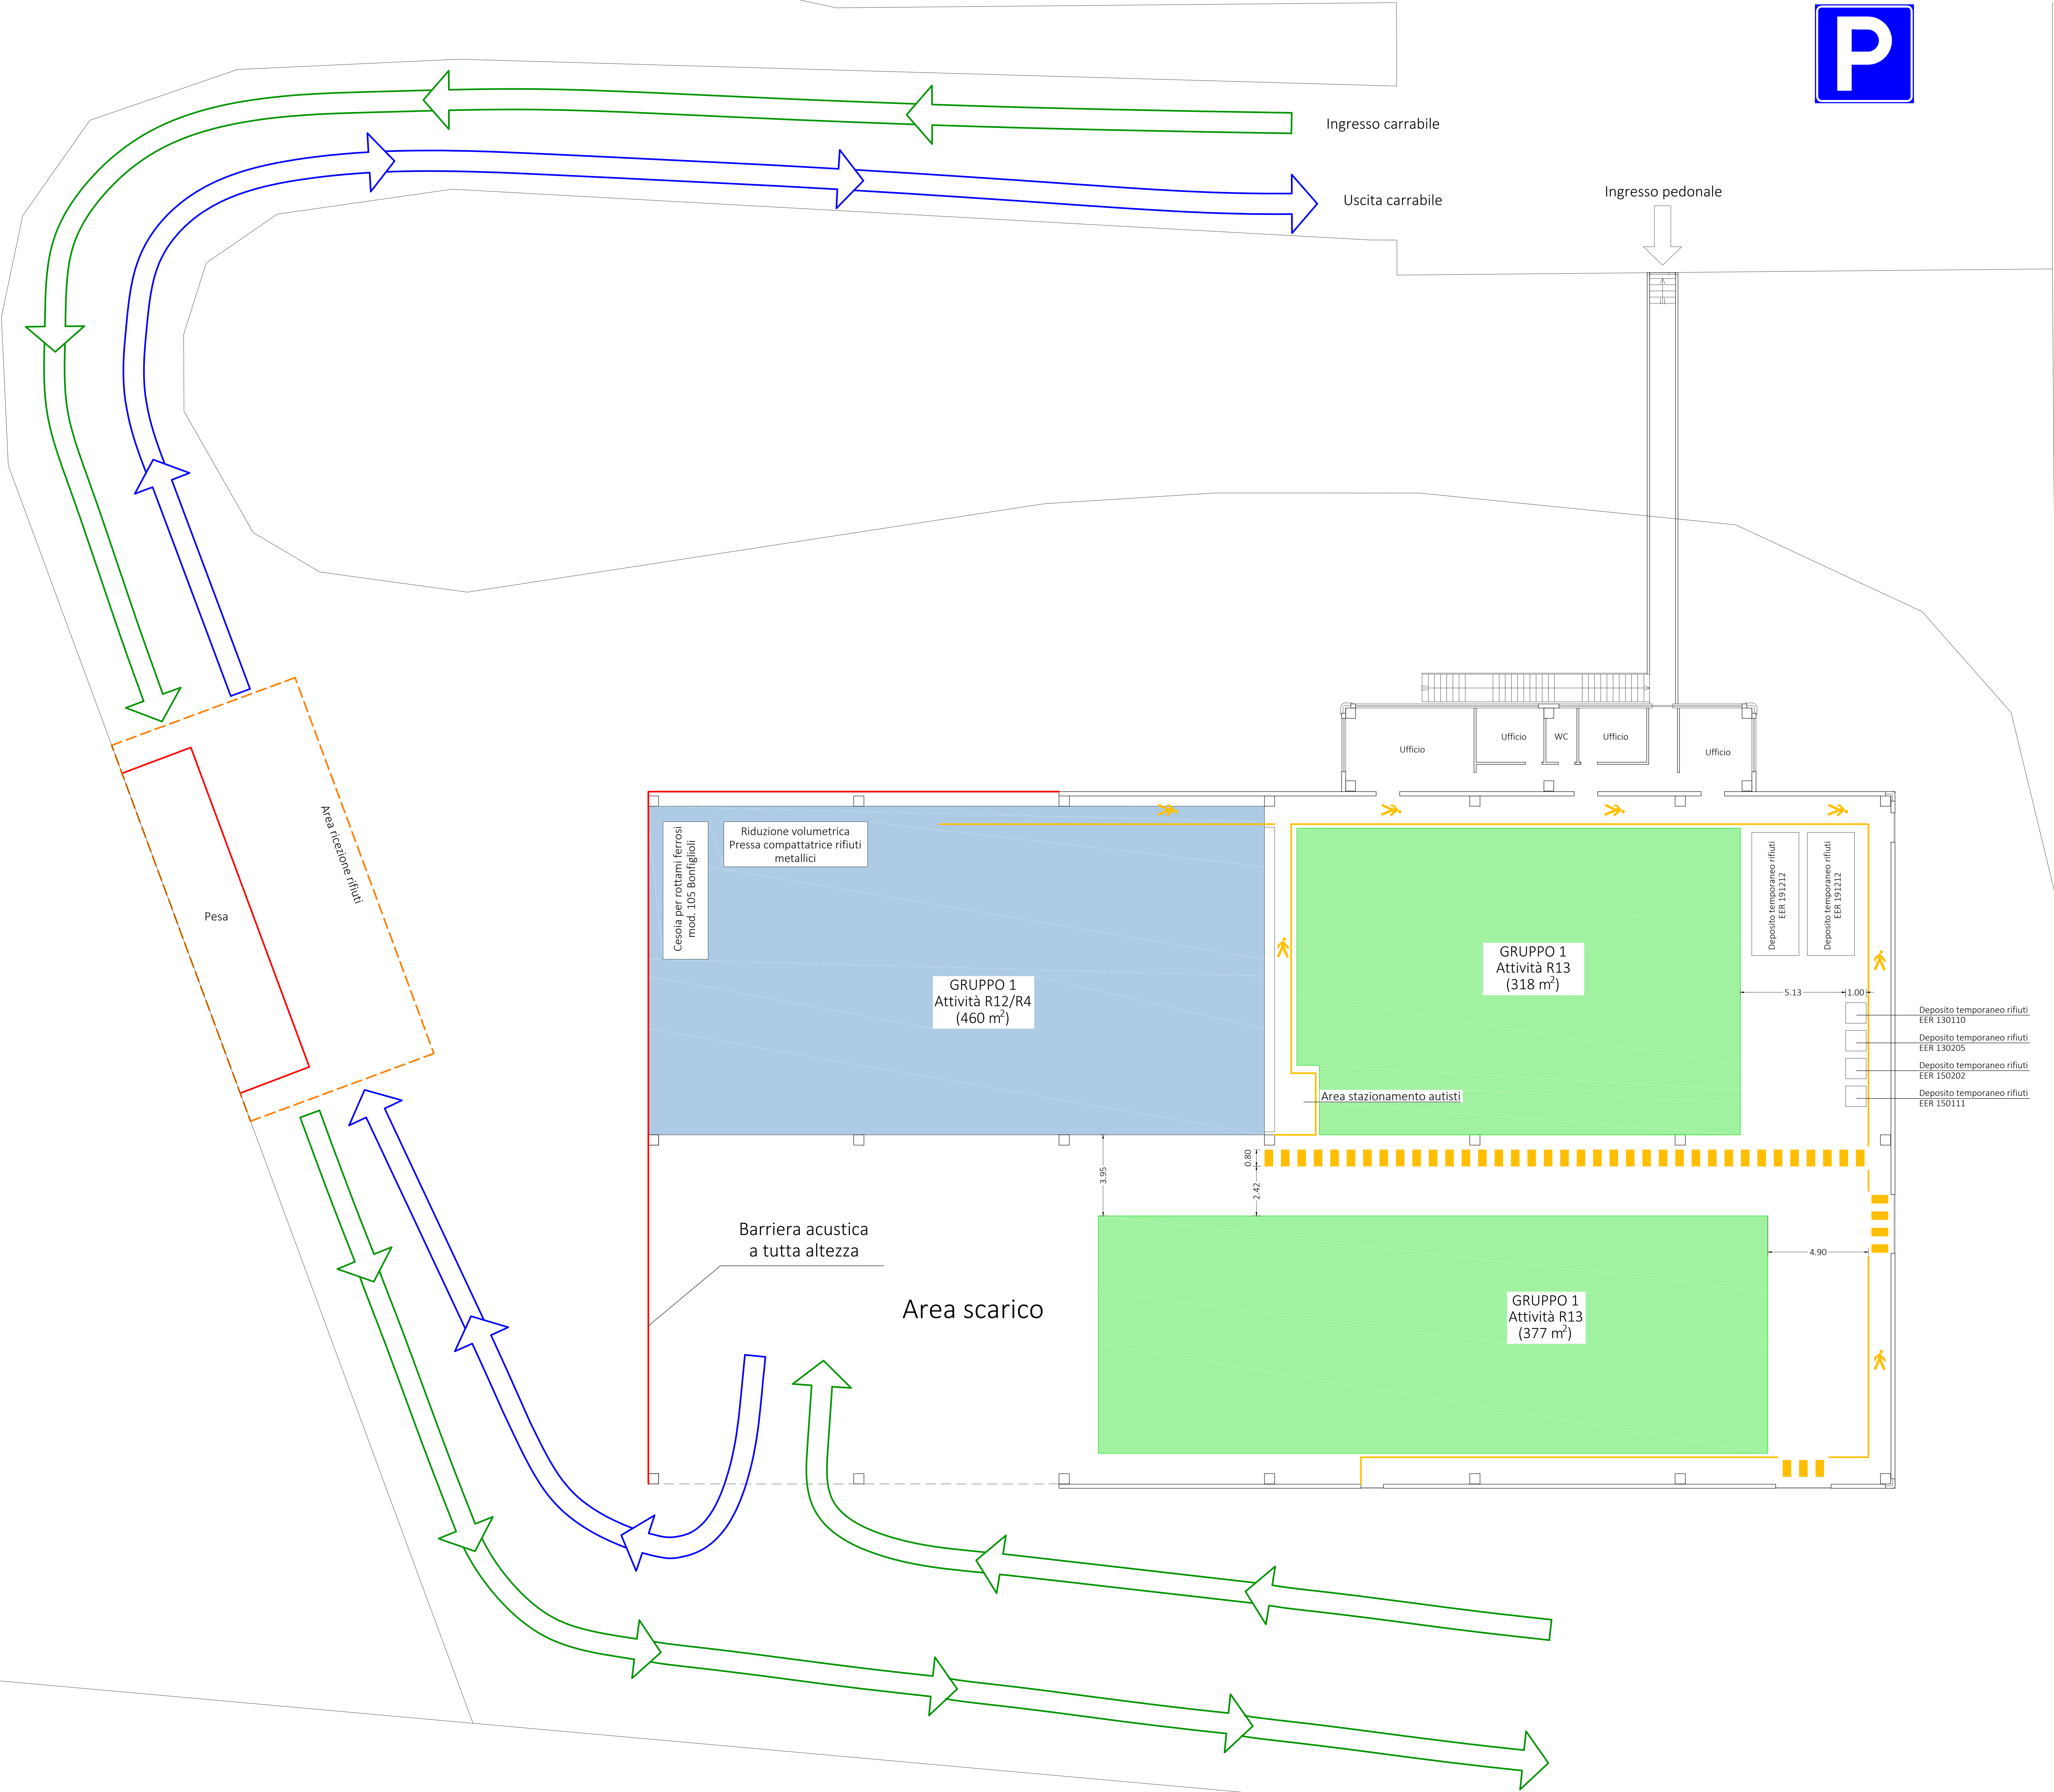 P
Ingresso carrabile
Uscita carrabile
Ingresso pedonale
Ufficio
Ufficio
WC
Ufficio
Ufficio
Area ricezione rifiuti
Pesa
Cesoia per rottami ferrosi
mod. 105 Bonfiglioli
Riduzione volumetrica
Pressa compattatrice rifiuti
metallici
GRUPPO 1
Attività R12/R4
(460 m²)
GRUPPO 1
Attività R13
(318 m²)
Deposito temporaneo rifiuti
EER 191212
Deposito temporaneo rifiuti
EER 191212
5.13
1.00
Deposito temporaneo rifiuti
EER 130110
Deposito temporaneo rifiuti
EER 130205
Deposito temporaneo rifiuti
EER 150202
Deposito temporaneo rifiuti
EER 150111
Area stazionamento autisti
3.95
0.80
2.42
4.90
Barriera acustica
a tutta altezza
Area scarico
GRUPPO 1
Attività R13
(377 m²)